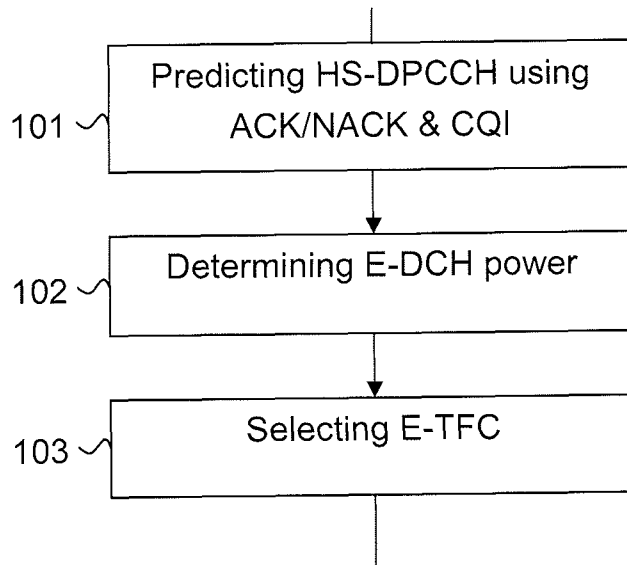 Predicting HS-DPCCH using
ACK/NACK & CQI
101
Determining E-DCH power
102
Selecting E-TFC
103